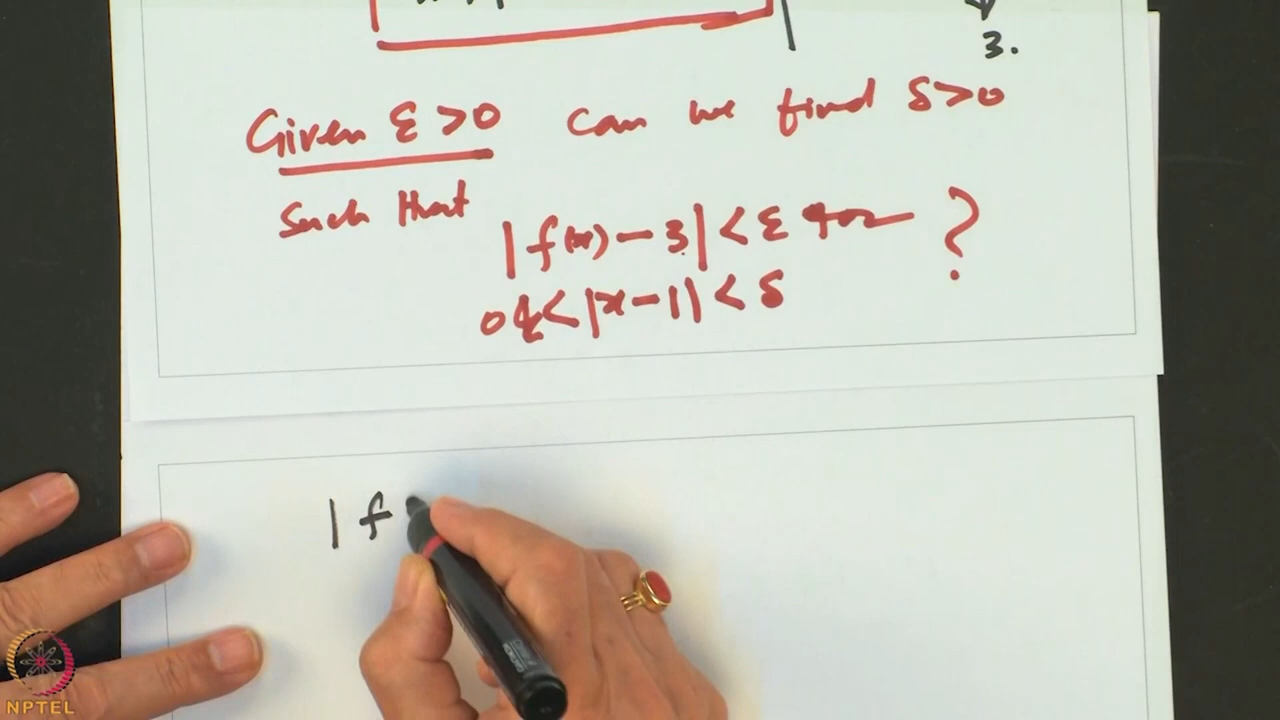 3.
Given ε>0 can we find δ>0
such that
|f(x)-3|<ε for ?
0<|x-1|<δ
|f
NPTEL